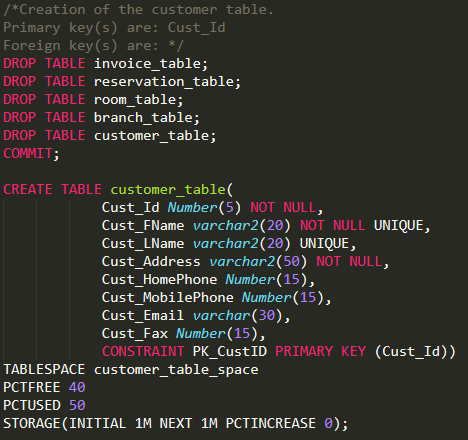 /*Creation of the customer table.
Primary key(s) are: Cust_Id
Foreign key(s) are: */
DROP TABLE invoice_table;
DROP TABLE reservation_table;
DROP TABLE room_table;
DROP TABLE branch_table;
DROP TABLE customer_table;
COMMIT;
CREATE TABLE customer_table(
Cust_Id Number(5) NOT NULL,
Cust_FName varchar2(20) NOT NULL UNIQUE,
Cust_LName varchar2(20) UNIQUE,
Cust_Address varchar2(50) NOT NULL,
Cust_HomePhone Number(15),
Cust_MobilePhone Number(15),
Cust_Email varchar(30),
Cust_Fax Number(15),
CONSTRAINT PK_CustID PRIMARY KEY (Cust_Id))
TABLESPACE customer_table_space
PCTFREE 40
PCTUSED 50
STORAGE(INITIAL 1M NEXT 1M PCTINCREASE 0);